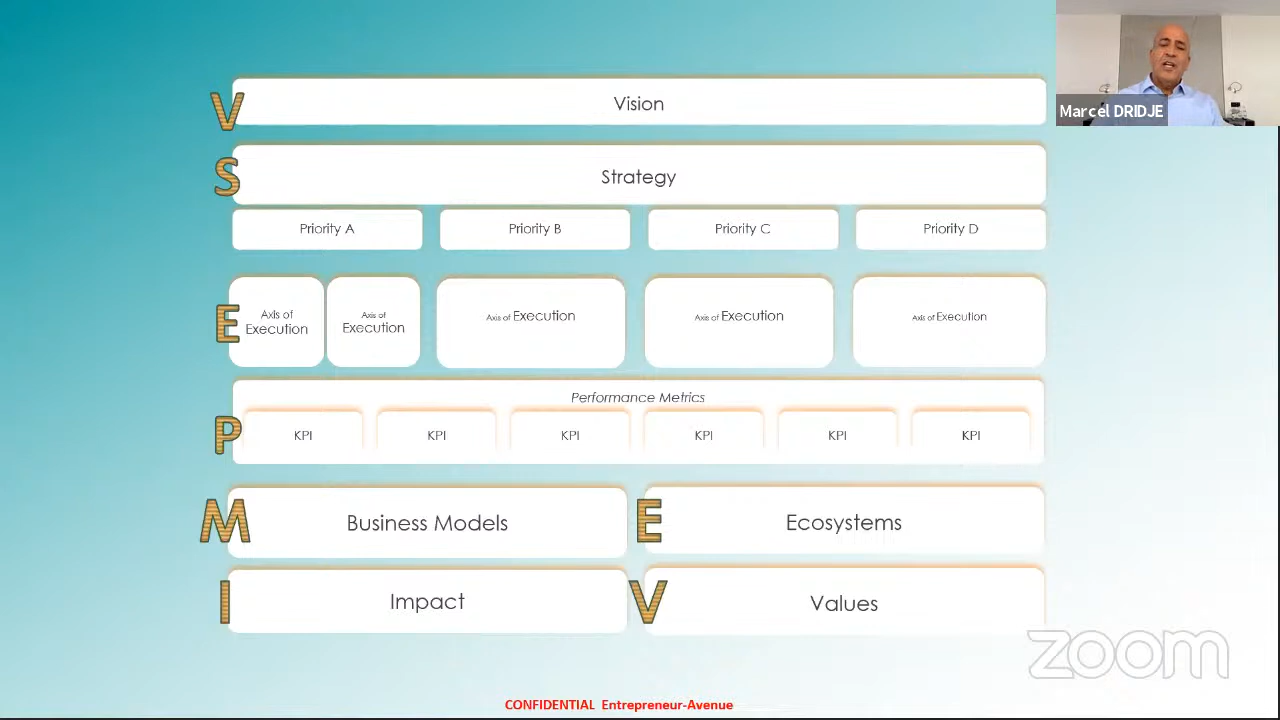 Marcel DRIDJE
V
Vision
S
Strategy
Priority A
Priority B
Priority C
Priority D
E
Axis of
Execution
Axis of
Execution
Axis of Execution
Axis of Execution
Axis of Execution
P
Performance Metrics
KPI
KPI
KPI
KPI
KPI
KPI
M
Business Models
E
Ecosystems
I
Impact
V
Values
zoom
CONFIDENTIAL Entrepreneur-Avenue